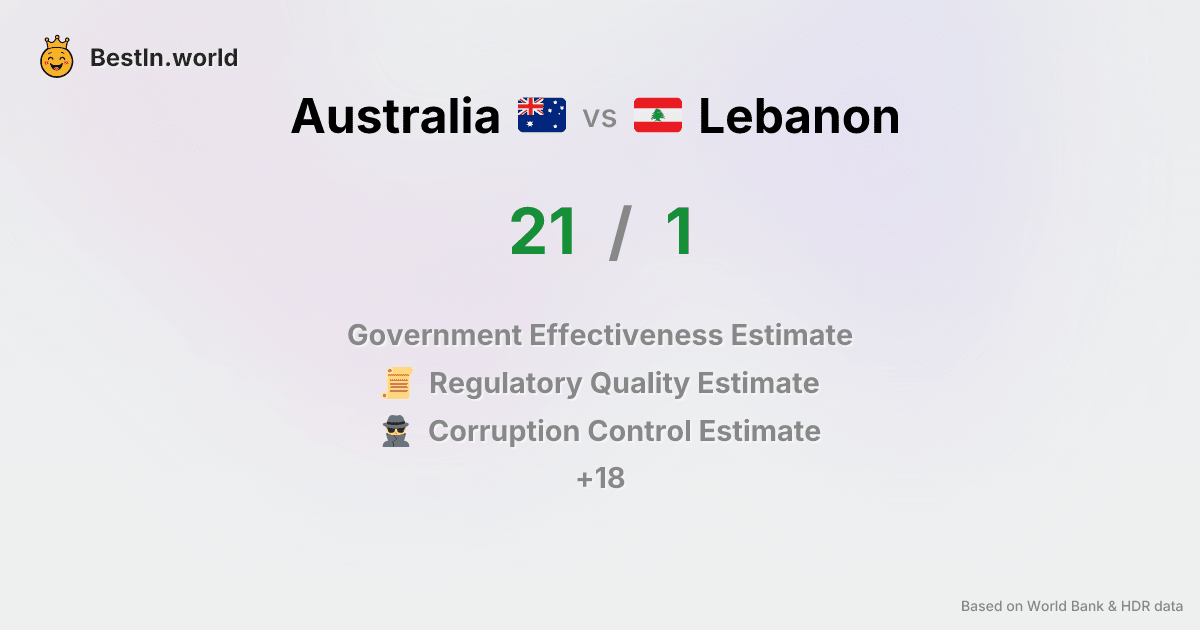 BestIn.world
Australia vs Lebanon
21 / 1
Government Effectiveness Estimate
Regulatory Quality Estimate
Corruption Control Estimate
+18
Based on World Bank & HDR data